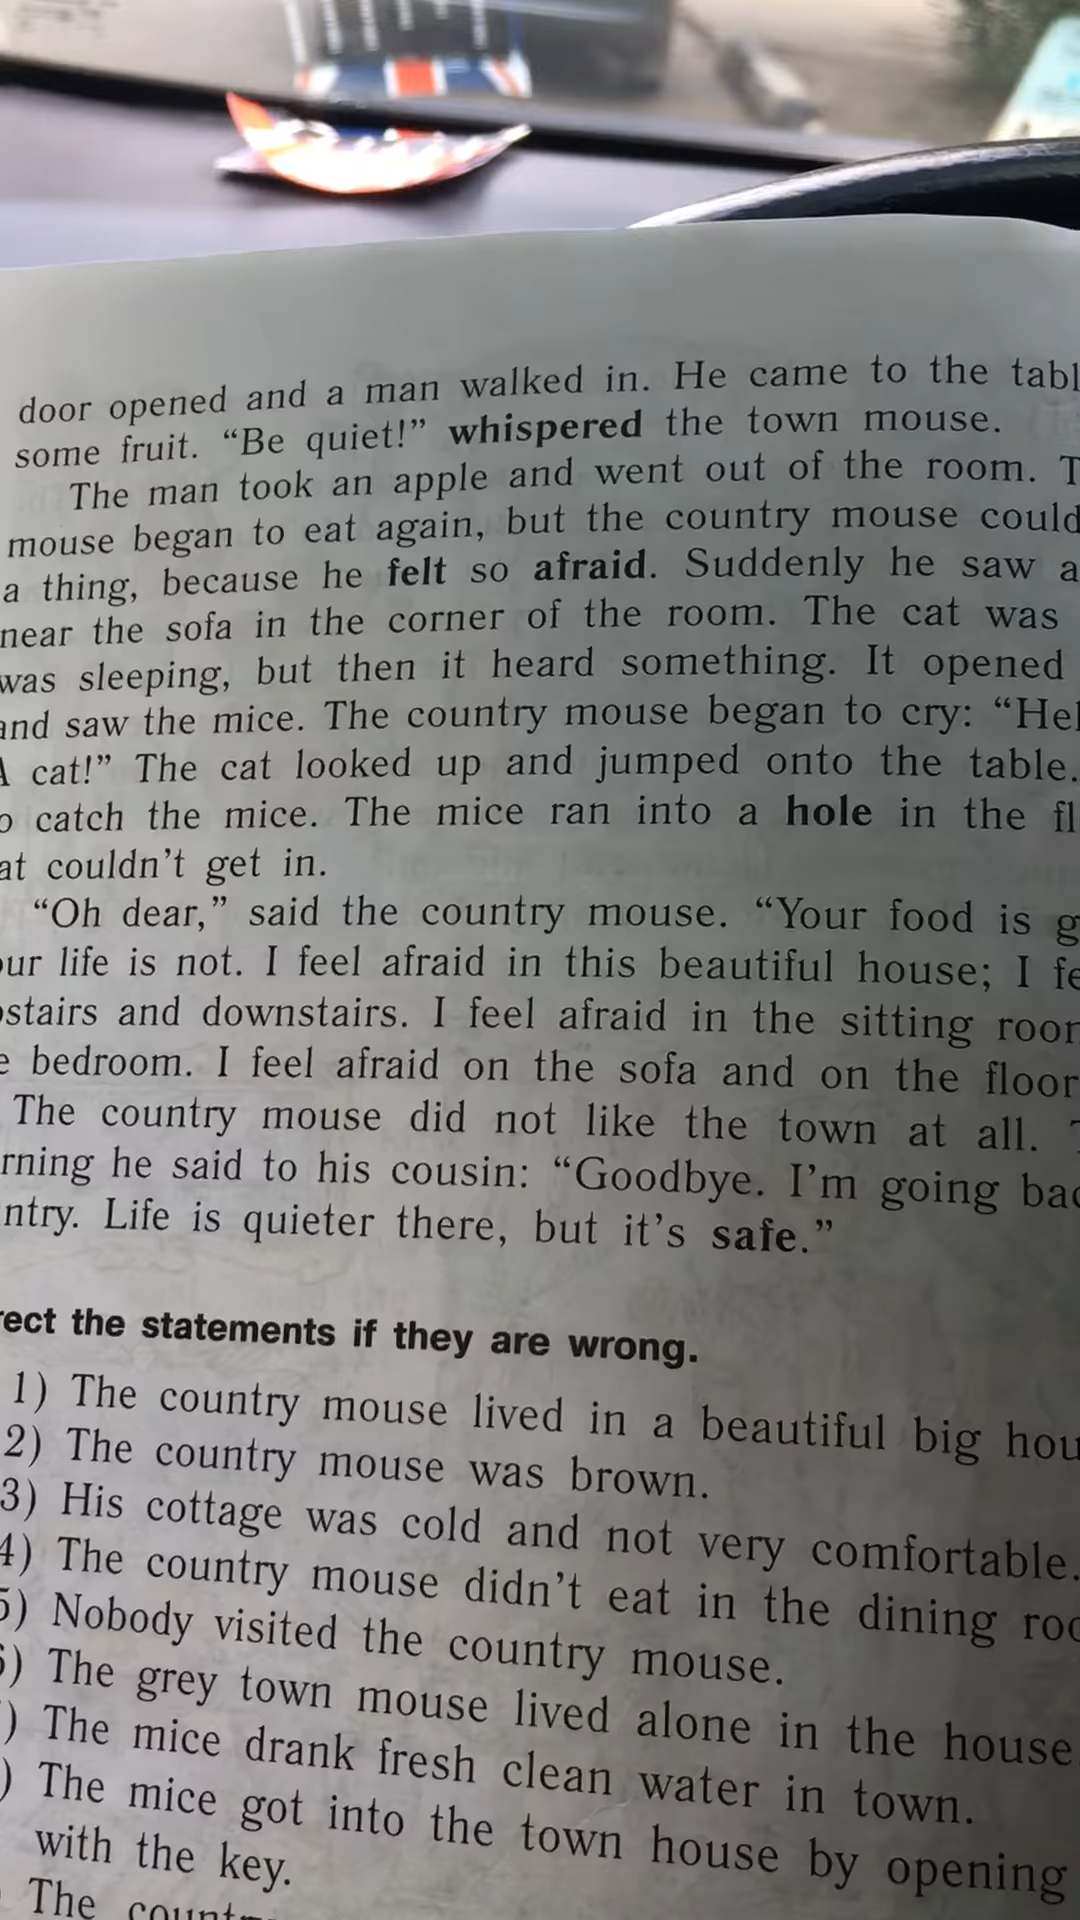 door opened and a man walked in. He came to the tabl
some fruit. “Be quiet!” whispered the town mouse.
The man took an apple and went out of the room. T
mouse began to eat again, but the country mouse could
a thing, because he felt so afraid. Suddenly he saw a
near the sofa in the corner of the room. The cat was
was sleeping, but then it heard something. It opened
and saw the mice. The country mouse began to cry: “Hel
A cat!” The cat looked up and jumped onto the table.
o catch the mice. The mice ran into a hole in the fl
at couldn’t get in.
“Oh dear,” said the country mouse. “Your food is g
our life is not. I feel afraid in this beautiful house; I fe
pstairs and downstairs. I feel afraid in the sitting room
e bedroom. I feel afraid on the sofa and on the floor
The country mouse did not like the town at all. T
rning he said to his cousin: “Goodbye. I’m going bac
ntry. Life is quieter there, but it’s safe.”
rect the statements if they are wrong.
1) The country mouse lived in a beautiful big hou
2) The country mouse was brown.
3) His cottage was cold and not very comfortable.
4) The country mouse didn’t eat in the dining roo
5) Nobody visited the country mouse.
6) The grey town mouse lived alone in the house
) The mice drank fresh clean water in town.
) The mice got into the town house by opening
with the key.
The country